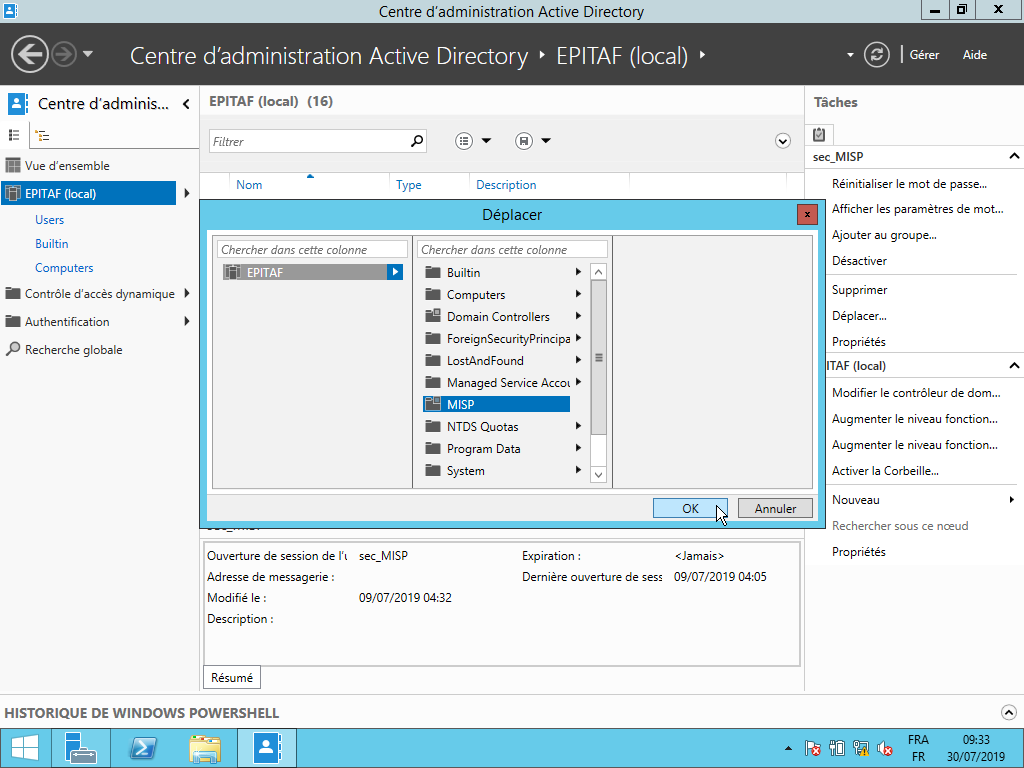 Centre d'administration Active Directory
Centre d'administration Active Directory
EPITAF (local)
Gérer
Aide
Centre d'adminis...
Vue d'ensemble
EPITAF (local)
Users
Builtin
Computers
Contrôle d'accès dynamique
Authentification
Recherche globale
EPITAF (local) (16)
Filtrer
Nom
Type
Description
Déplacer
x
Chercher dans cette colonne
EPITAF
Chercher dans cette colonne
Builtin
Computers
Domain Controllers
ForeignSecurityPrincipa
LostAndFound
Managed Service Accou
MISP
NTDS Quotas
Program Data
System
OK
Annuler
Ouverture de session de l'u
sec_MISP
Adresse de messagerie :
Modifié le :
09/07/2019 04:32
Description :
Expiration :
<Jamais>
Dernière ouverture de sess
09/07/2019 04:05
Résumé
Tâches
sec_MISP
Réinitialiser le mot de passe...
Afficher les paramètres de mot...
Ajouter au groupe...
Désactiver
Supprimer
Déplacer...
Propriétés
ITAF (local)
Modifier le contrôleur de dom...
Augmenter le niveau fonction...
Augmenter le niveau fonction...
Activer la Corbeille...
Nouveau
Rechercher sous ce nœud
Propriétés
HISTORIQUE DE WINDOWS POWERSHELL
FRA
FR
09:33
30/07/2019